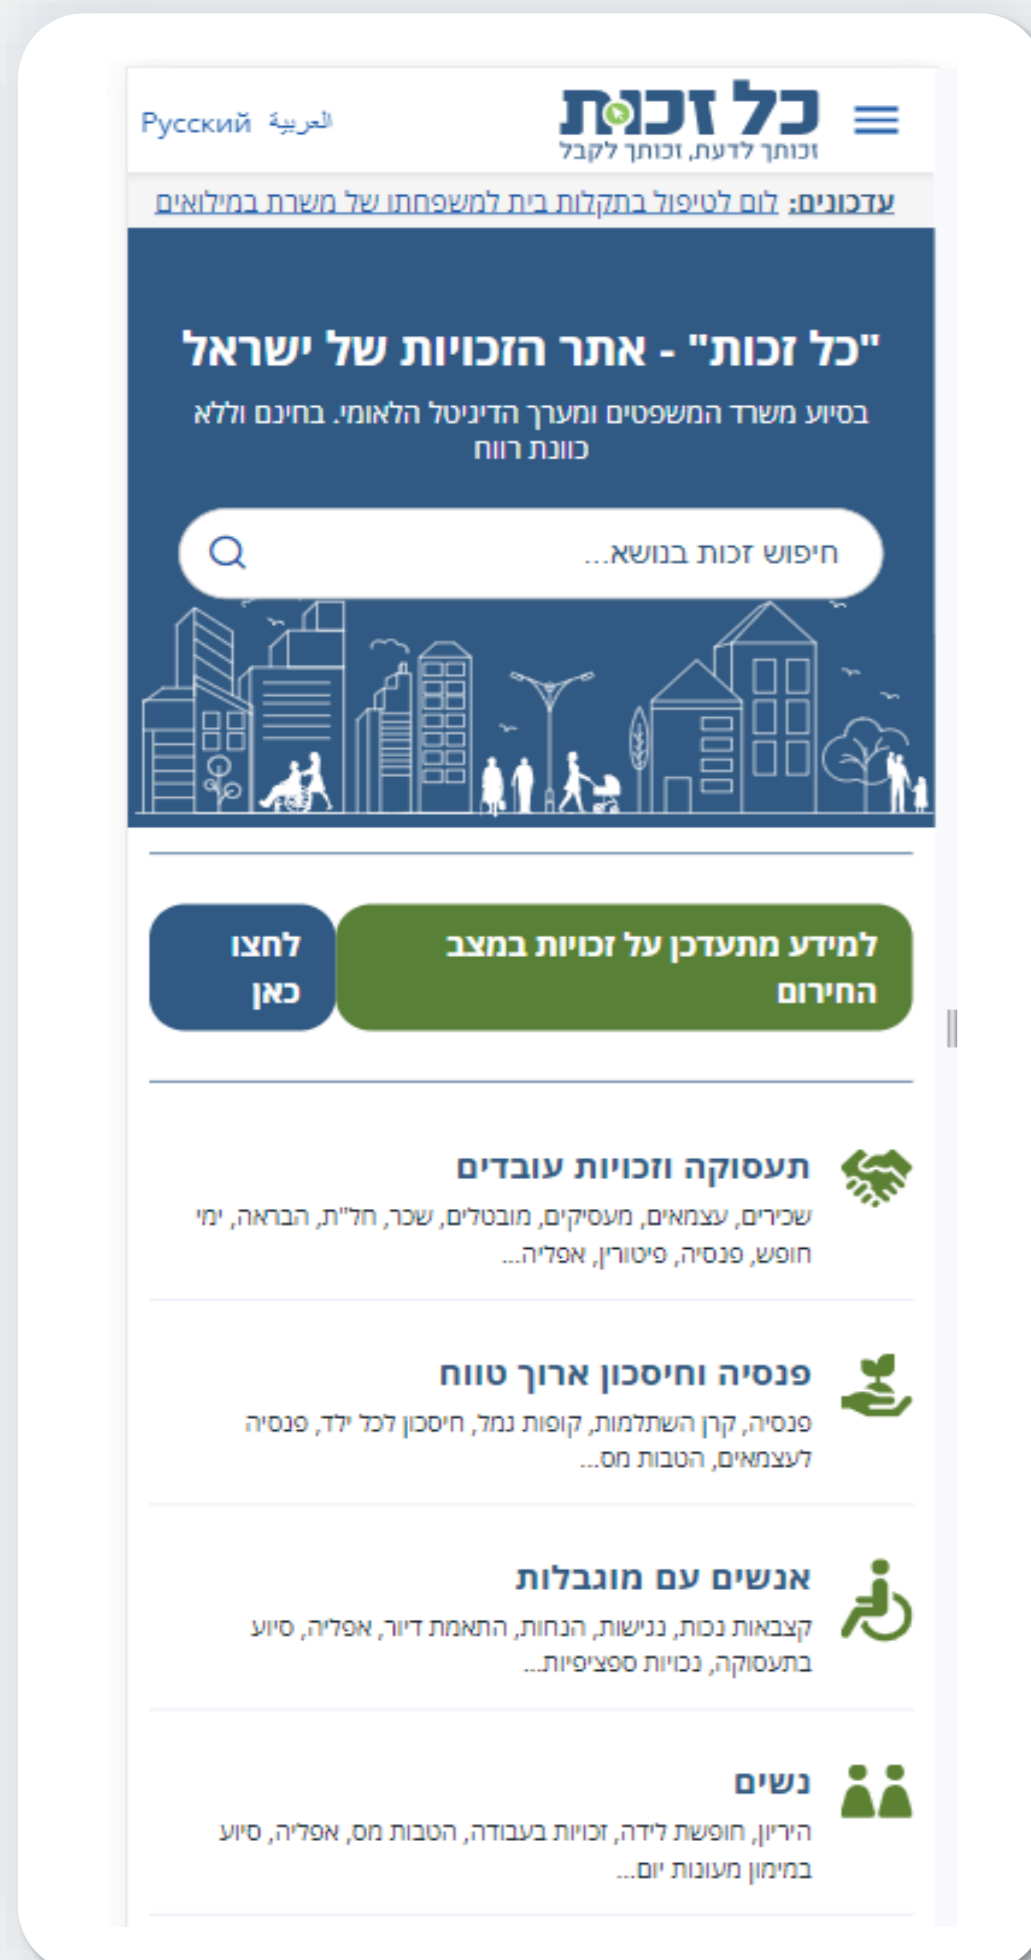 כל זכות
זכותך לדעת, זכותך לקבל
العربية Русский
עדכונים: לום לטיפול בתקלות בית למשפחתו של משרת במילואים
"כל זכות" - אתר הזכויות של ישראל
בסיוע משרד המשפטים ומערך הדיגיטל הלאומי. בחינם וללא
כוונת רווח
חיפוש זכות בנושא...
למידע מתעדכן על זכויות במצב
החירום
לחצו
כאן
תעסוקה וזכויות עובדים
שכירים, עצמאים, מעסיקים, מובטלים, שכר, חל"ת, הבראה, ימי
חופש, פנסיה, פיטורין, אפליה...
פנסיה וחיסכון ארוך טווח
פנסיה, קרן השתלמות, קופות גמל, חיסכון לכל ילד, פנסיה
לעצמאים, הטבות מס...
אנשים עם מוגבלות
קצבאות נכות, נגישות, הנחות, התאמת דיור, אפליה, סיוע
בתעסוקה, נכויות ספציפיות...
נשים
היריון, חופשת לידה, זכויות בעבודה, הטבות מס, אפליה, סיוע
במימון מעונות יום...